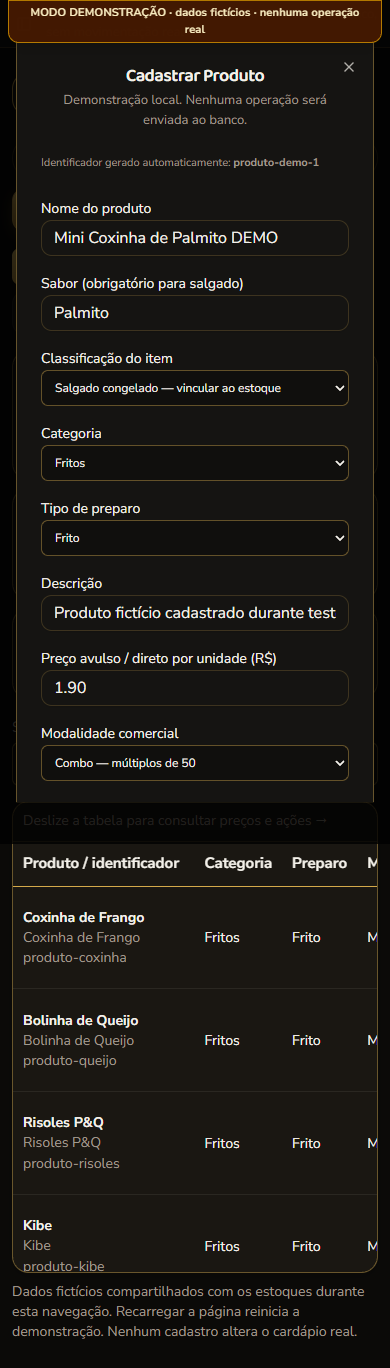 MODO DEMONSTRAÇÃO · dados fictícios · nenhuma operação
real
Cadastrar Produto
×
Demonstração local. Nenhuma operação será
enviada ao banco.
Identificador gerado automaticamente: produto-demo-1
Nome do produto
Mini Coxinha de Palmito DEMO
Sabor (obrigatório para salgado)
Palmito
Classificação do item
Salgado congelado — vincular ao estoque
Categoria
Fritos
Tipo de preparo
Frito
Descrição
Produto fictício cadastrado durante test
Preço avulso / direto por unidade (R$)
1.90
Modalidade comercial
Combo — múltiplos de 50
Deslize a tabela para consultar preços e ações →
Produto / identificador Categoria Preparo M
Coxinha de Frango
Coxinha de Frango Fritos Frito M
produto-coxinha
Bolinha de Queijo
Bolinha de Queijo Fritos Frito M
produto-queijo
Risoles P&Q
Risoles P&Q Fritos Frito M
produto-risoles
Kibe
Kibe Fritos Frito M
produto-kibe
Dados fictícios compartilhados com os estoques durante
esta navegação. Recarregar a página reinicia a
demonstração. Nenhum cadastro altera o cardápio real.